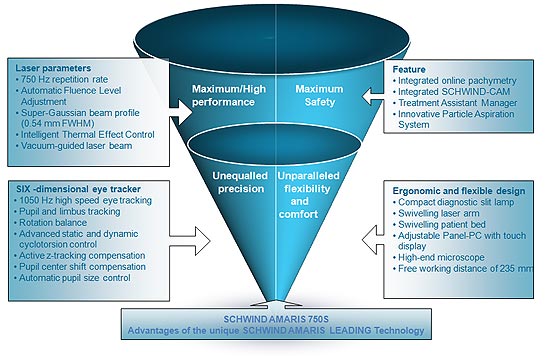 Laser parameters
• 750 Hz repetition rate
• Automatic Fluence Level
Adjustment
• Super-Gaussian beam profile
(0.54 mm FWHM)
• Intelligent Thermal Effect Control
• Vacuum-guided laser beam
Maximum/High
performance
Maximum
Safety
Feature
• Integrated online pachymetry
• Integrated SCHWIND-CAM
• Treatment Assistant Manager
• Innovative Particle Aspiration
System
SIX -dimensional eye tracker
• 1050 Hz high speed eye tracking
• Pupil and limbus tracking
• Rotation balance
• Advanced static and dynamic
cyclotorsion control
• Active z-tracking compensation
• Pupil center shift compensation
• Automatic pupil size control
Unequalled
precision
Unparalleled
flexibility
and
comfort
Ergonomic and flexible design
• Compact diagnostic slit lamp
• Swivelling laser arm
• Swivelling patient bed
• Adjustable Panel-PC with touch
display
• High-end microscope
• Free working distance of 235 mm
SCHWIND AMARIS 750S
Advantages of the unique SCHWIND AMARIS LEADING Technology